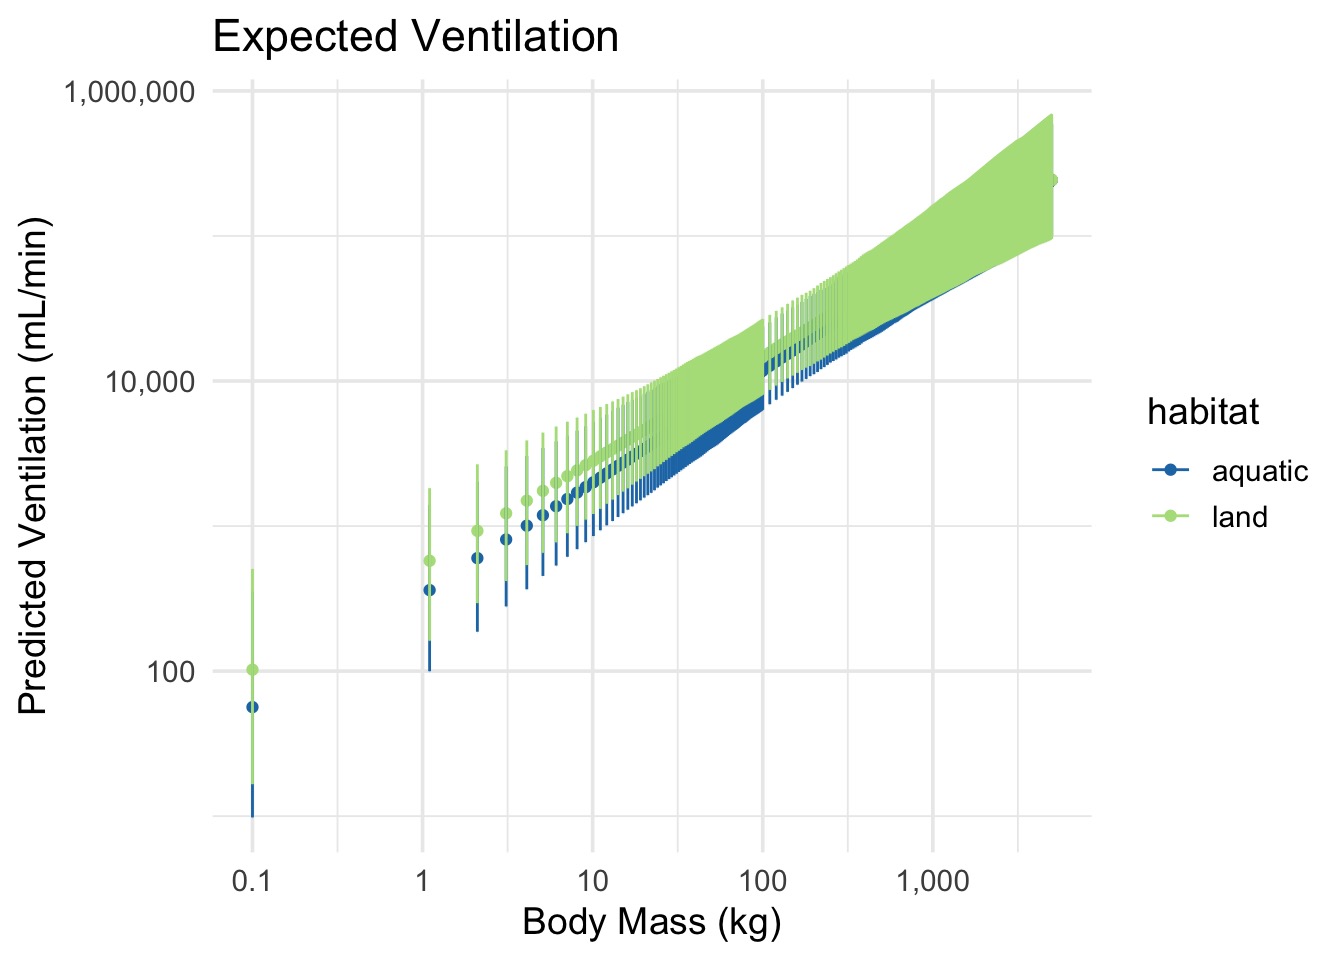 Expected Ventilation
1,000,000
10,000
100
Predicted Ventilation (mL/min)
0.1
1
10
100
1,000
Body Mass (kg)
habitat
aquatic
land